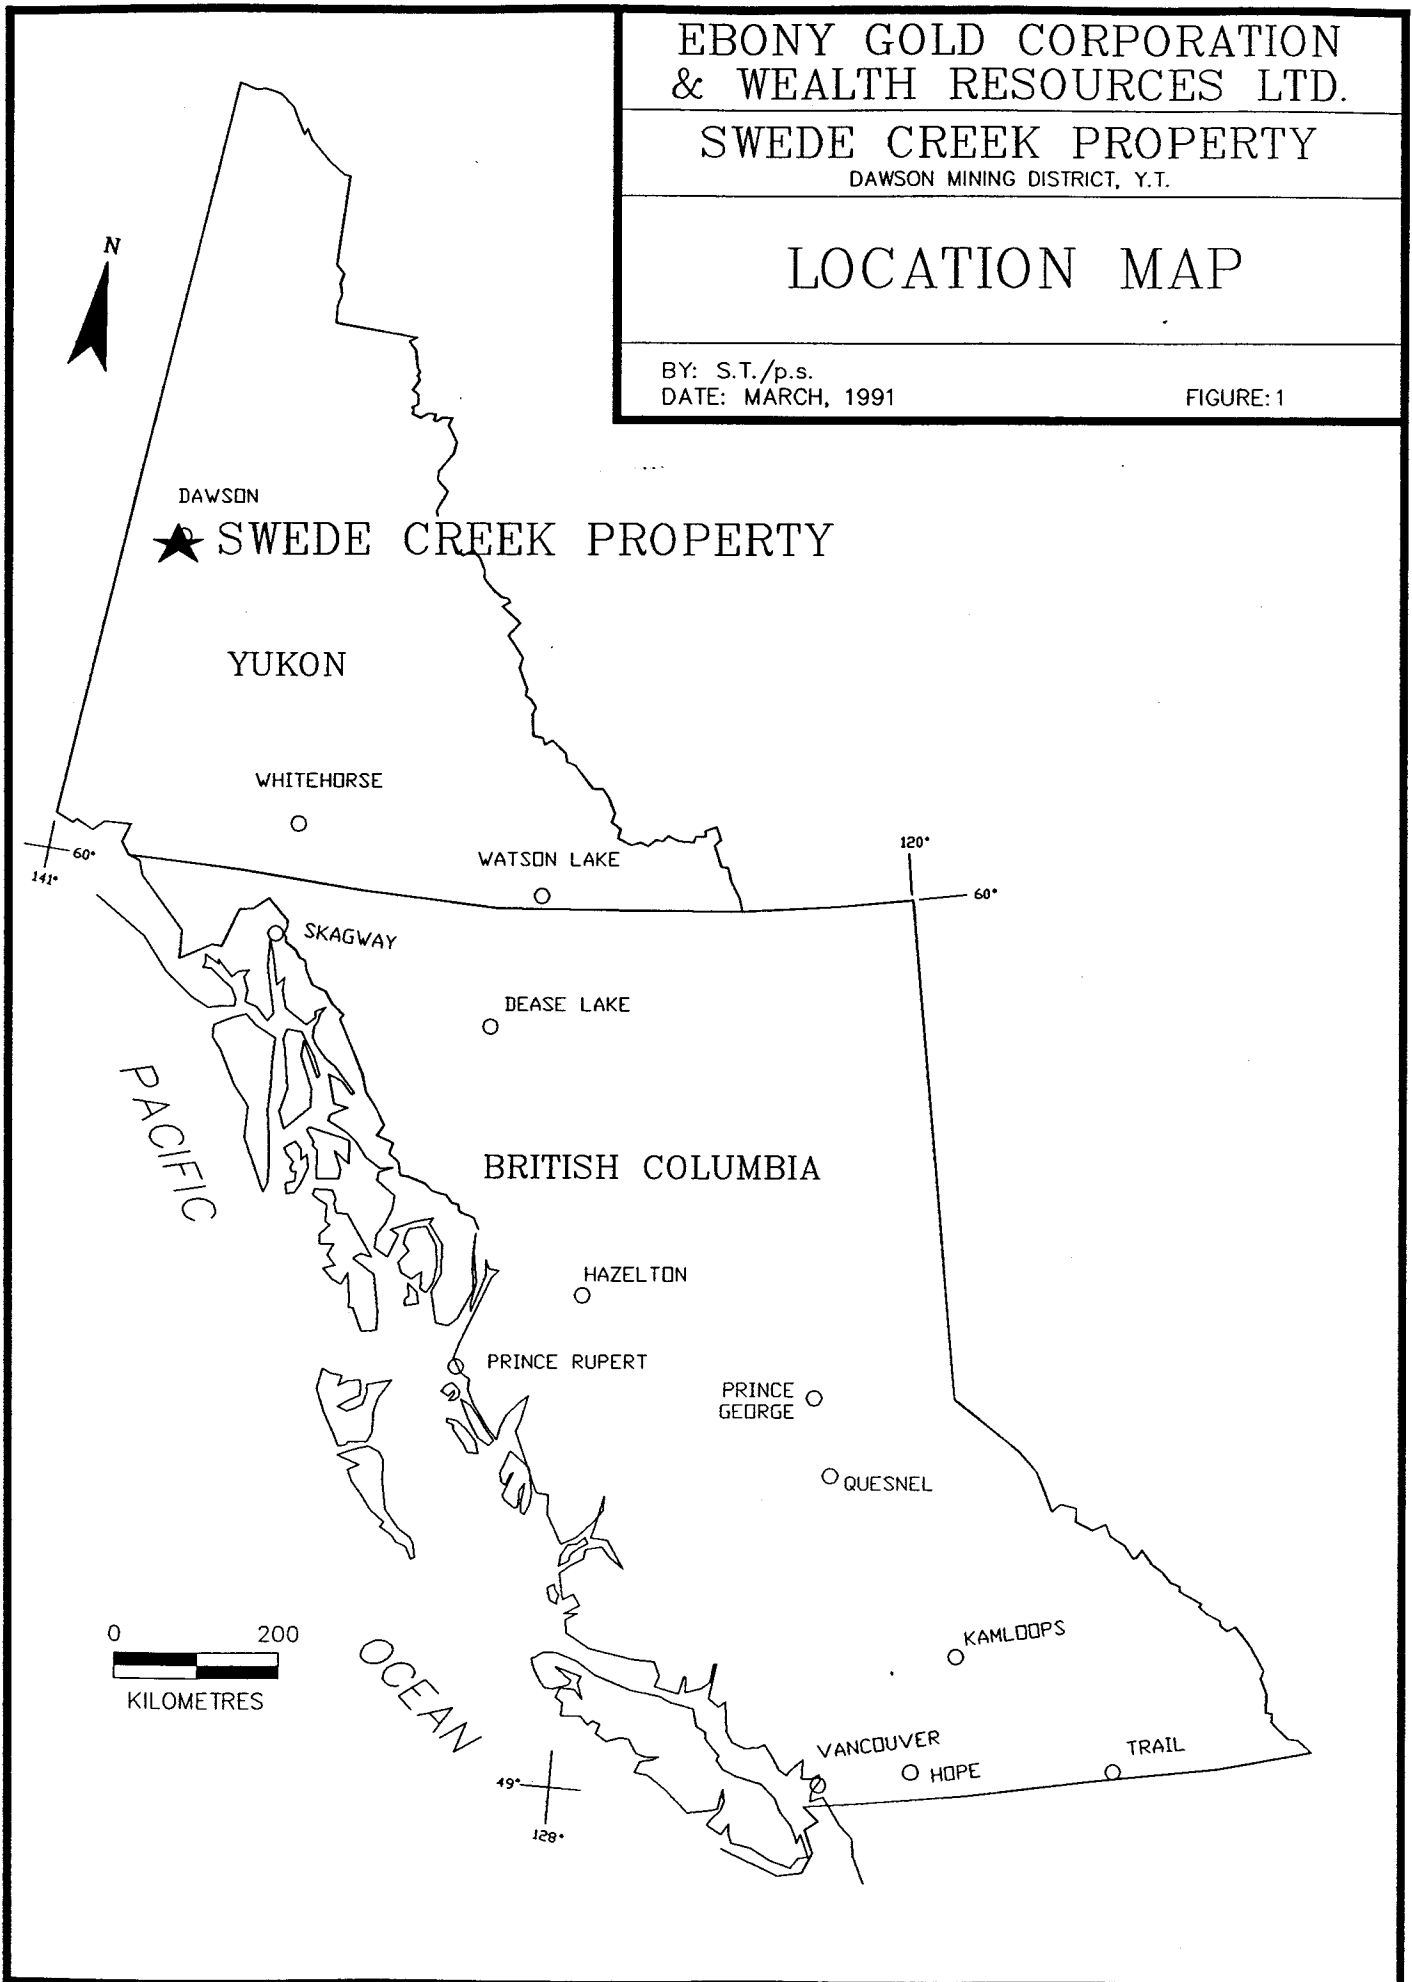 EBONY GOLD CORPORATION
& WEALTH RESOURCES LTD.
SWEDE CREEK PROPERTY
DAWSON MINING DISTRICT, Y.T.
LOCATION MAP
BY: S.T./p.s.
DATE: MARCH, 1991
FIGURE: 1
N
DAWSON
SWEDE CREEK PROPERTY
YUKON
WHITEHORSE
60°
141°
WATSON LAKE
120°
60°
SKAGWAY
DEASE LAKE
PACIFIC
BRITISH COLUMBIA
HAZELTON
PRINCE RUPERT
PRINCE
GEORGE
QUESNEL
0 200
KILOMETRES
OCEAN
KAMLOOPS
VANCOUVER
HOPE
TRAIL
49°
128°